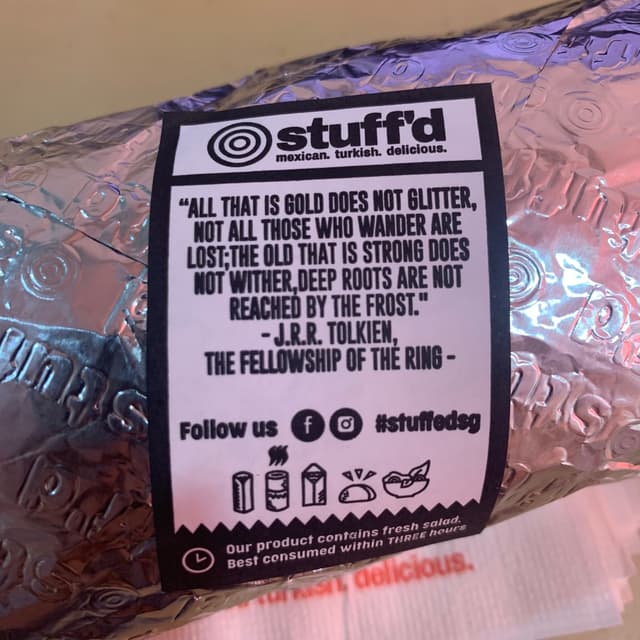 stuff'd
mexican. turkish. delicious.
“ALL THAT IS GOLD DOES NOT GLITTER,
NOT ALL THOSE WHO WANDER ARE
LOST;THE OLD THAT IS STRONG DOES
NOT WITHER,DEEP ROOTS ARE NOT
REACHED BY THE FROST."
- J.R.R. TOLKIEN,
THE FELLOWSHIP OF THE RING -
Follow us f #stuffedsg
Our product contains fresh salad.
Best consumed within THREE hours
turkish. delicious.